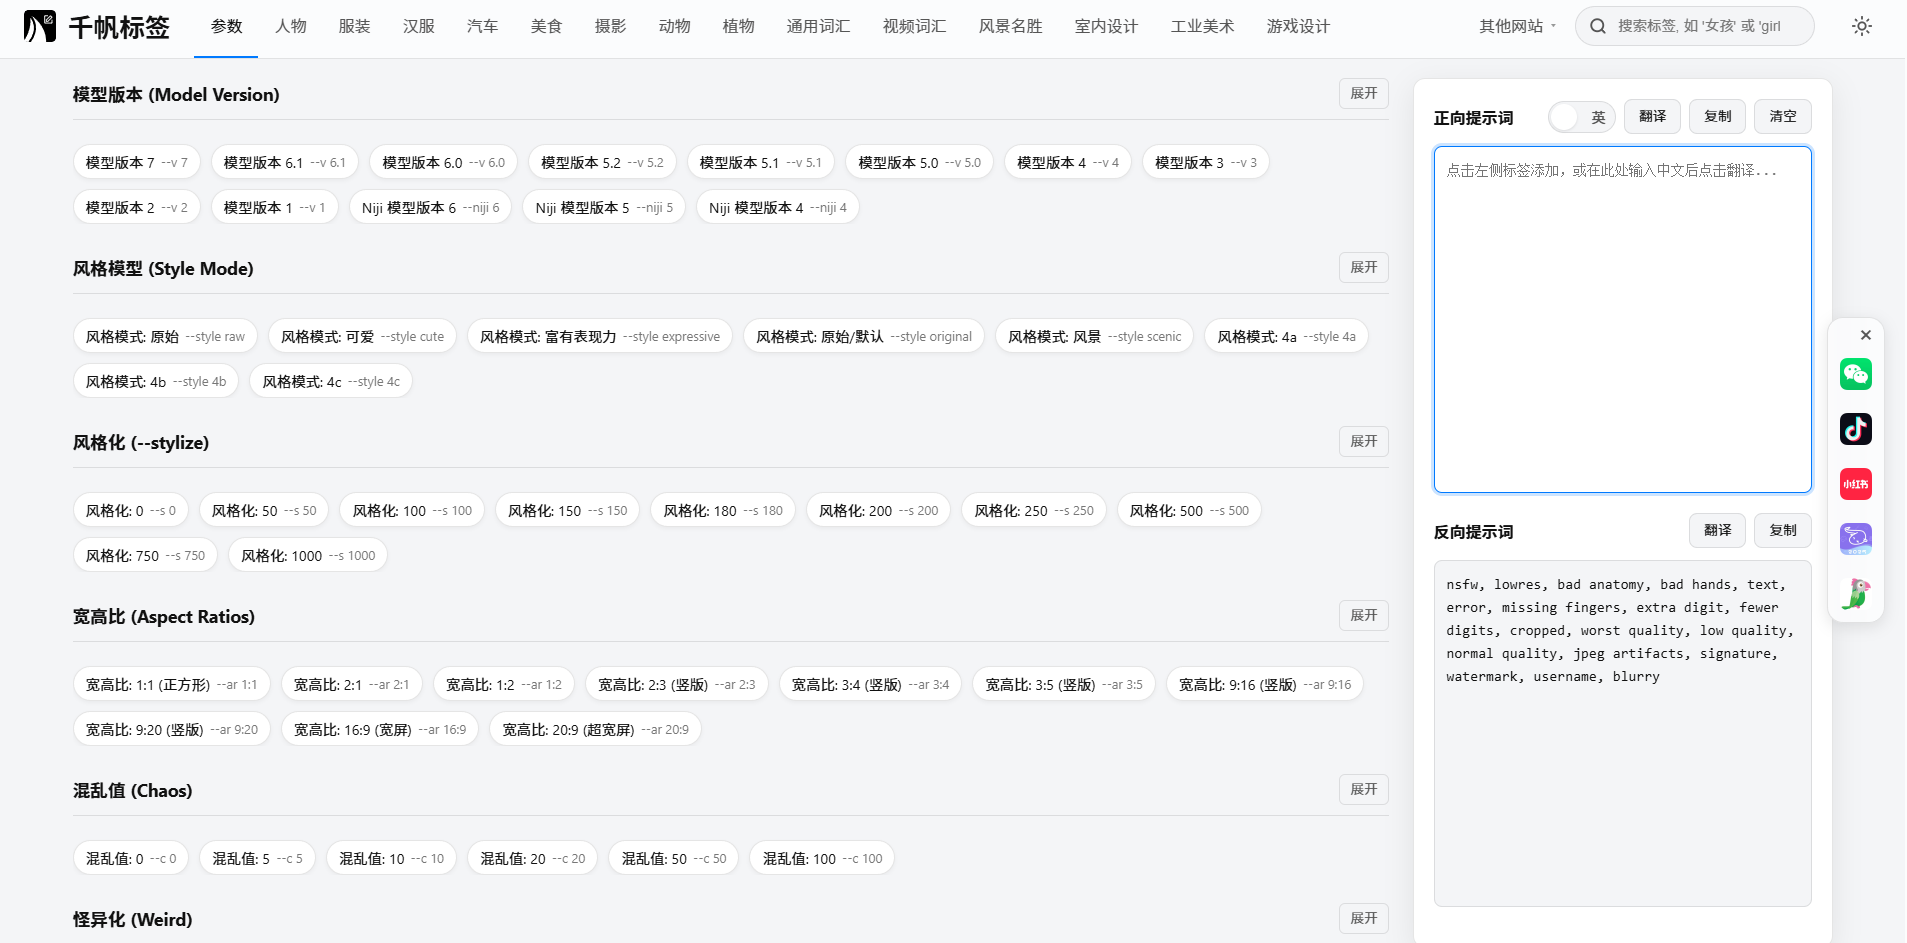 千帆标签 参数 人物 服装 汉服 汽车 美食 摄影 动物 植物 通用词汇 视频词汇 风景名胜 室内设计 工业美术 游戏设计 其他网站 搜索标签, 如 '女孩' 或 'girl
模型版本 (Model Version) 展开
模型版本 7 --v 7 模型版本 6.1 --v 6.1 模型版本 6.0 --v 6.0 模型版本 5.2 --v 5.2 模型版本 5.1 --v 5.1 模型版本 5.0 --v 5.0 模型版本 4 --v 4 模型版本 3 --v 3
模型版本 2 --v 2 模型版本 1 --v 1 Niji 模型版本 6 --niji 6 Niji 模型版本 5 --niji 5 Niji 模型版本 4 --niji 4
风格模型 (Style Mode) 展开
风格模式: 原始 --style raw 风格模式: 可爱 --style cute 风格模式: 富有表现力 --style expressive 风格模式: 原始/默认 --style original 风格模式: 风景 --style scenic 风格模式: 4a --style 4a
风格模式: 4b --style 4b 风格模式: 4c --style 4c
风格化 (--stylize) 展开
风格化: 0 --s 0 风格化: 50 --s 50 风格化: 100 --s 100 风格化: 150 --s 150 风格化: 180 --s 180 风格化: 200 --s 200 风格化: 250 --s 250 风格化: 500 --s 500
风格化: 750 --s 750 风格化: 1000 --s 1000
宽高比 (Aspect Ratios) 展开
宽高比: 1:1 (正方形) --ar 1:1 宽高比: 2:1 --ar 2:1 宽高比: 1:2 --ar 1:2 宽高比: 2:3 (竖版) --ar 2:3 宽高比: 3:4 (竖版) --ar 3:4 宽高比: 3:5 (竖版) --ar 3:5 宽高比: 9:16 (竖版) --ar 9:16
宽高比: 9:20 (竖版) --ar 9:20 宽高比: 16:9 (宽屏) --ar 16:9 宽高比: 20:9 (超宽屏) --ar 20:9
混乱值 (Chaos) 展开
混乱值: 0 --c 0 混乱值: 5 --c 5 混乱值: 10 --c 10 混乱值: 20 --c 20 混乱值: 50 --c 50 混乱值: 100 --c 100
怪异化 (Weird) 展开
正向提示词 英 翻译 复制 清空
点击左侧标签添加，或在此处输入中文后点击翻译...
反向提示词 翻译 复制
nsfw, lowres, bad anatomy, bad hands, text,
error, missing fingers, extra digit, fewer
digits, cropped, worst quality, low quality,
normal quality, jpeg artifacts, signature,
watermark, username, blurry
小红书